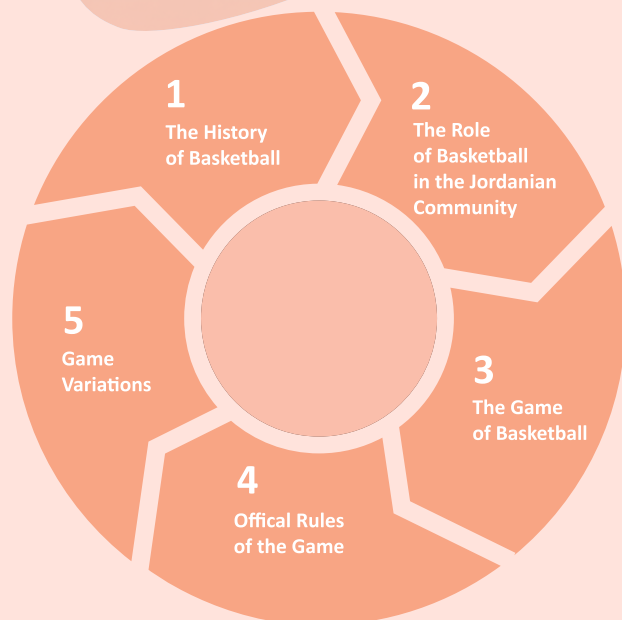 1
The History
of Basketball
2
The Role
of Basketball
in the Jordanian
Community
3
The Game
of Basketball
4
Offical Rules
of the Game
5
Game
Variations